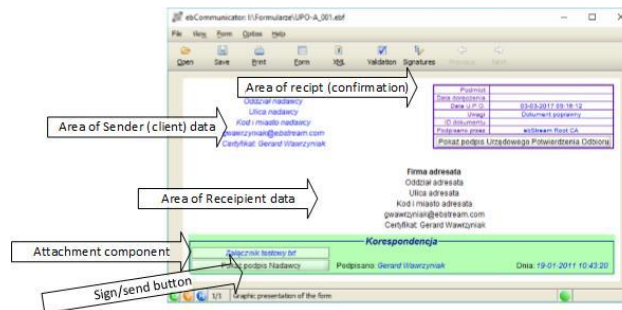 ebCommunicator: I:\Formularze\UPO-A_001.ebf
File View Form Option Help
Open Save Print Form XML Validation Signatures Previous Next
Area of recipt (confirmation)
Podmiot
Data doręczenia
Data U.P.O. 03-03-2017 09:18:12
Uwagi Dokument poprawny
ID dokumentu
Podpisano przez ebStream Root CA
Pokaż podpis Urzędowego Potwierdzenia Odbioru
Oddział nadawcy
Ulica nadawcy
Kod i miasto nadawcy
gwawrzyniak@ebstream.com
Certyfikat: Gerard Wawrzyniak
Area of Sender (client) data
Firma adresata
Oddział adresata
Ulica adresata
Kod i miasto adresata
gwawrzyniak@ebstream.com
Certyfikat: Gerard Wawrzyniak
Area of Receipient data
Korespondencja
Attachment component
Załącznik testowy.txt
Pokaż podpis Nadawcy Podpisano: Gerard Wawrzyniak Dnia: 19-01-2011 10:43:20
Sign/send button
1/1 Graphic presentation of the form